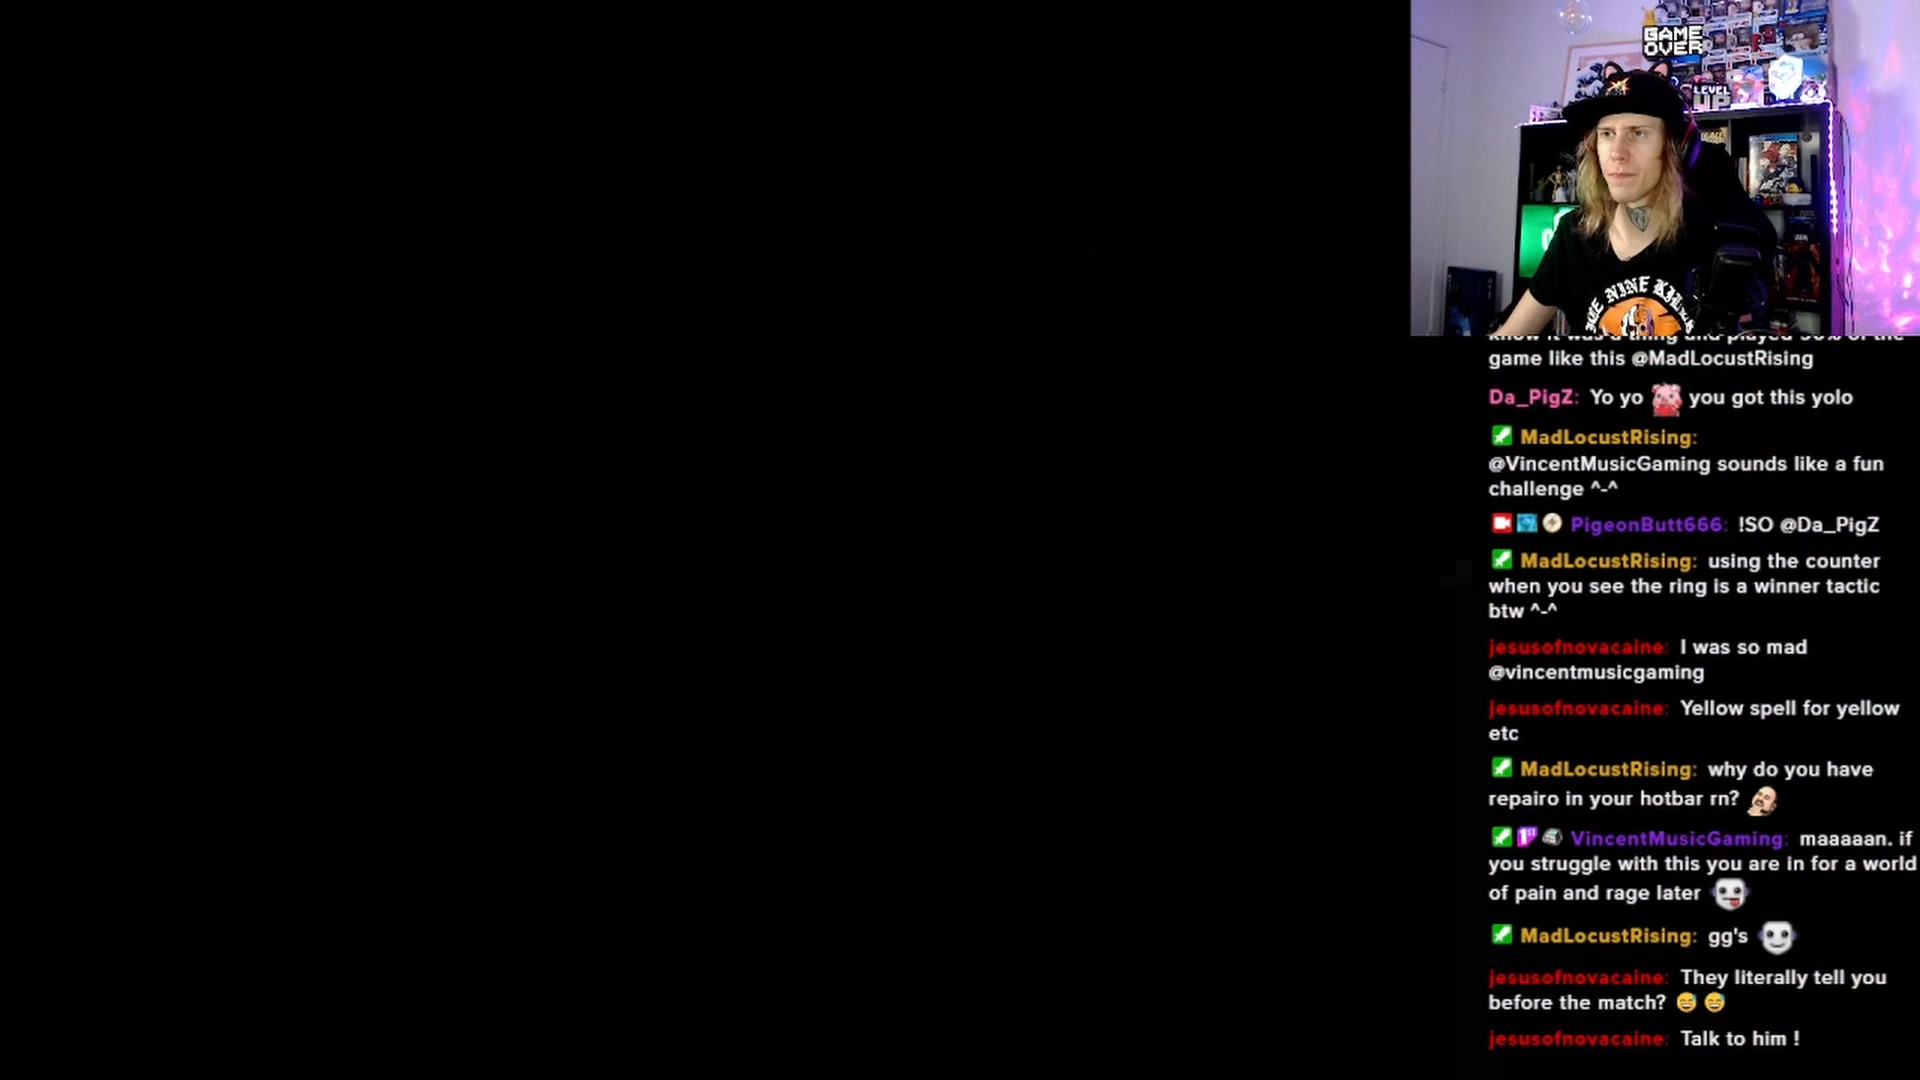 GAME
OVER
LEVEL
UP
NINE
game like this @MadLocustRising
Da_PigZ: Yo yo you got this yolo
MadLocustRising:
@VincentMusicGaming sounds like a fun
challenge ^-^
PigeonButt666: !SO @Da_PigZ
MadLocustRising: using the counter
when you see the ring is a winner tactic
btw ^-^
jesusofnovacaine: I was so mad
@vincentmusicgaming
jesusofnovacaine: Yellow spell for yellow
etc
MadLocustRising: why do you have
repairo in your hotbar rn?
VincentMusicGaming: maaaaan. if
you struggle with this you are in for a world
of pain and rage later
MadLocustRising: gg's
jesusofnovacaine: They literally tell you
before the match? 😅 😅
jesusofnovacaine: Talk to him !